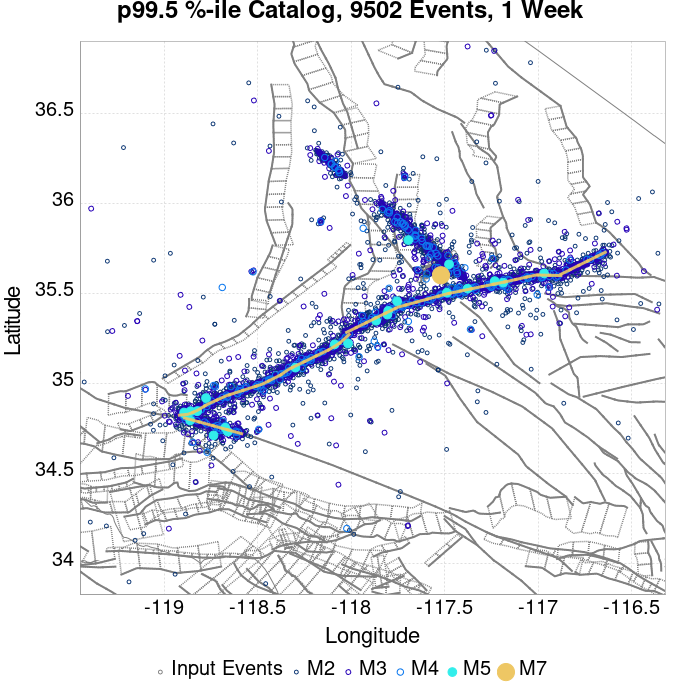 p99.5 %-ile Catalog, 9502 Events, 1 Week
36.5
36
35.5
35
34.5
34
Latitude
-119 -118.5 -118 -117.5 -117 -116.5
Longitude
Input Events M2 M3 M4 M5 M7